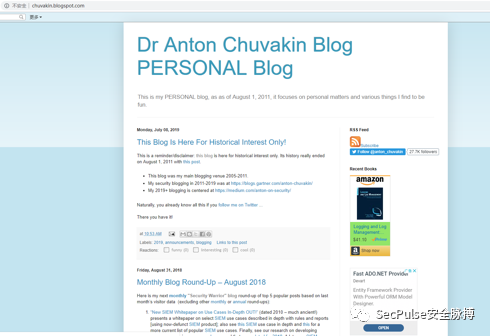 不安全 | chuvakin.blogspot.com
更多▾
Dr Anton Chuvakin Blog
PERSONAL Blog
This is my PERSONAL blog, as as of August 1, 2011, it focuses on personal matters and various things I find to be
fun.
Monday, July 08, 2019
This Blog Is Here For Historical Interest Only!
This is a reminder/disclaimer: this blog is here for historical interest only. Its history really ended
on August 1, 2011 with this post.
This blog was my main blogging venue 2005-2011
My security blogging in 2011-2019 was at https://blogs.gartner.com/anton-chuvakin/
My 2019+ blogging is centered at https://medium.com/anton-on-security/
Naturally, you already know all this if you follow me on Twitter ...
There you have it!
at 10:53 AM
Labels: 2019, announcements, blogging Links to this post
Reactions: funny (0) interesting (0) cool (0)
Friday, August 31, 2018
Monthly Blog Round-Up – August 2018
Here is my next monthly "Security Warrior" blog round-up of top 5 popular posts based on last
month's visitor data (excluding other monthly or annual round-ups):
1. "New SIEM Whitepaper on Use Cases In-Depth OUT!" (dated 2010 – much ancient!)
presents a whitepaper on select SIEM use cases described in depth with rules and reports
[using now-defunct SIEM product]; also see this SIEM use case in depth and this for a
more current list of popular SIEM use cases. Finally, see our research on developing
RSS Feed
Subscribe
Follow @anton_chuvakin 27.7K followers
Recent Books
amazon
Logging and Log
Management: ...
$41.10 Prime
Shop now
Fast ADO.NET Provider
Devart
Entity Framework Provider
With Powerful ORM Model
Designer.
OPEN
SecPulse安全脉搏